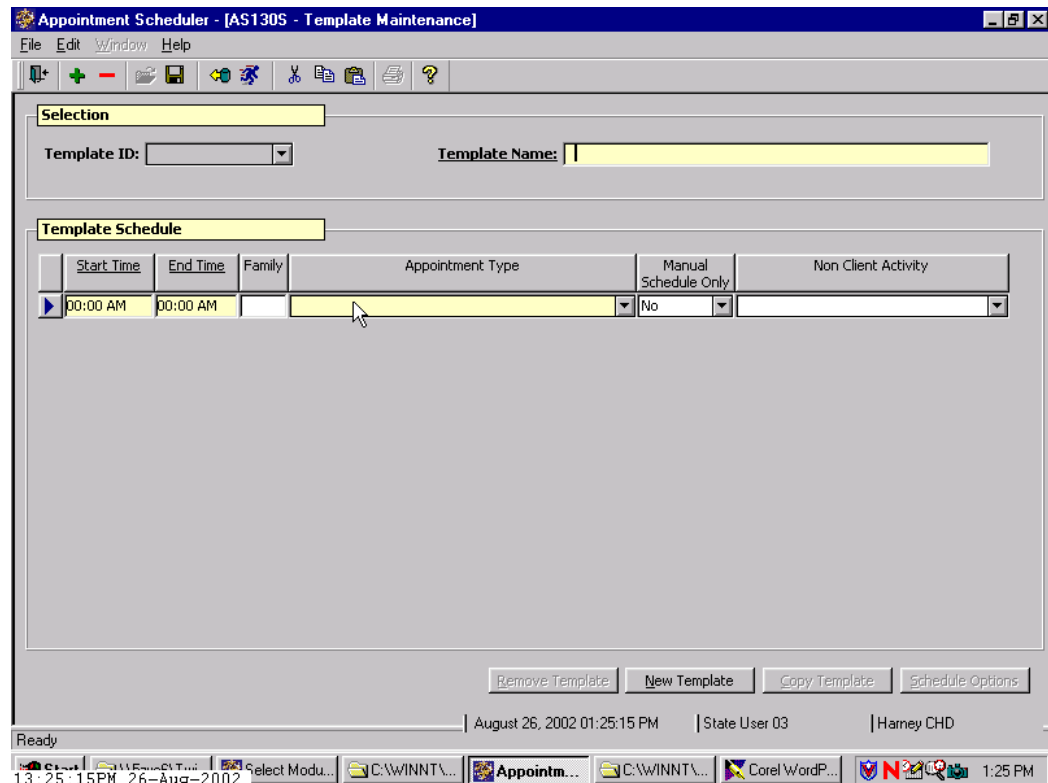 Appointment Scheduler - [AS130S - Template Maintenance]
File Edit Window Help
Selection
Template ID:
Template Name:
Template Schedule
Start Time End Time Family Appointment Type Manual Schedule Only Non Client Activity
00:00 AM 00:00 AM No
Remove Template New Template Copy Template Schedule Options
August 26, 2002 01:25:15 PM State User 03 Harney CHD
Ready
Start Select Modu... C:\WINNT\... Appointm... C:\WINNT\... Corel WordP... 1:25 PM
13:25:15PM 26-Aug-2002